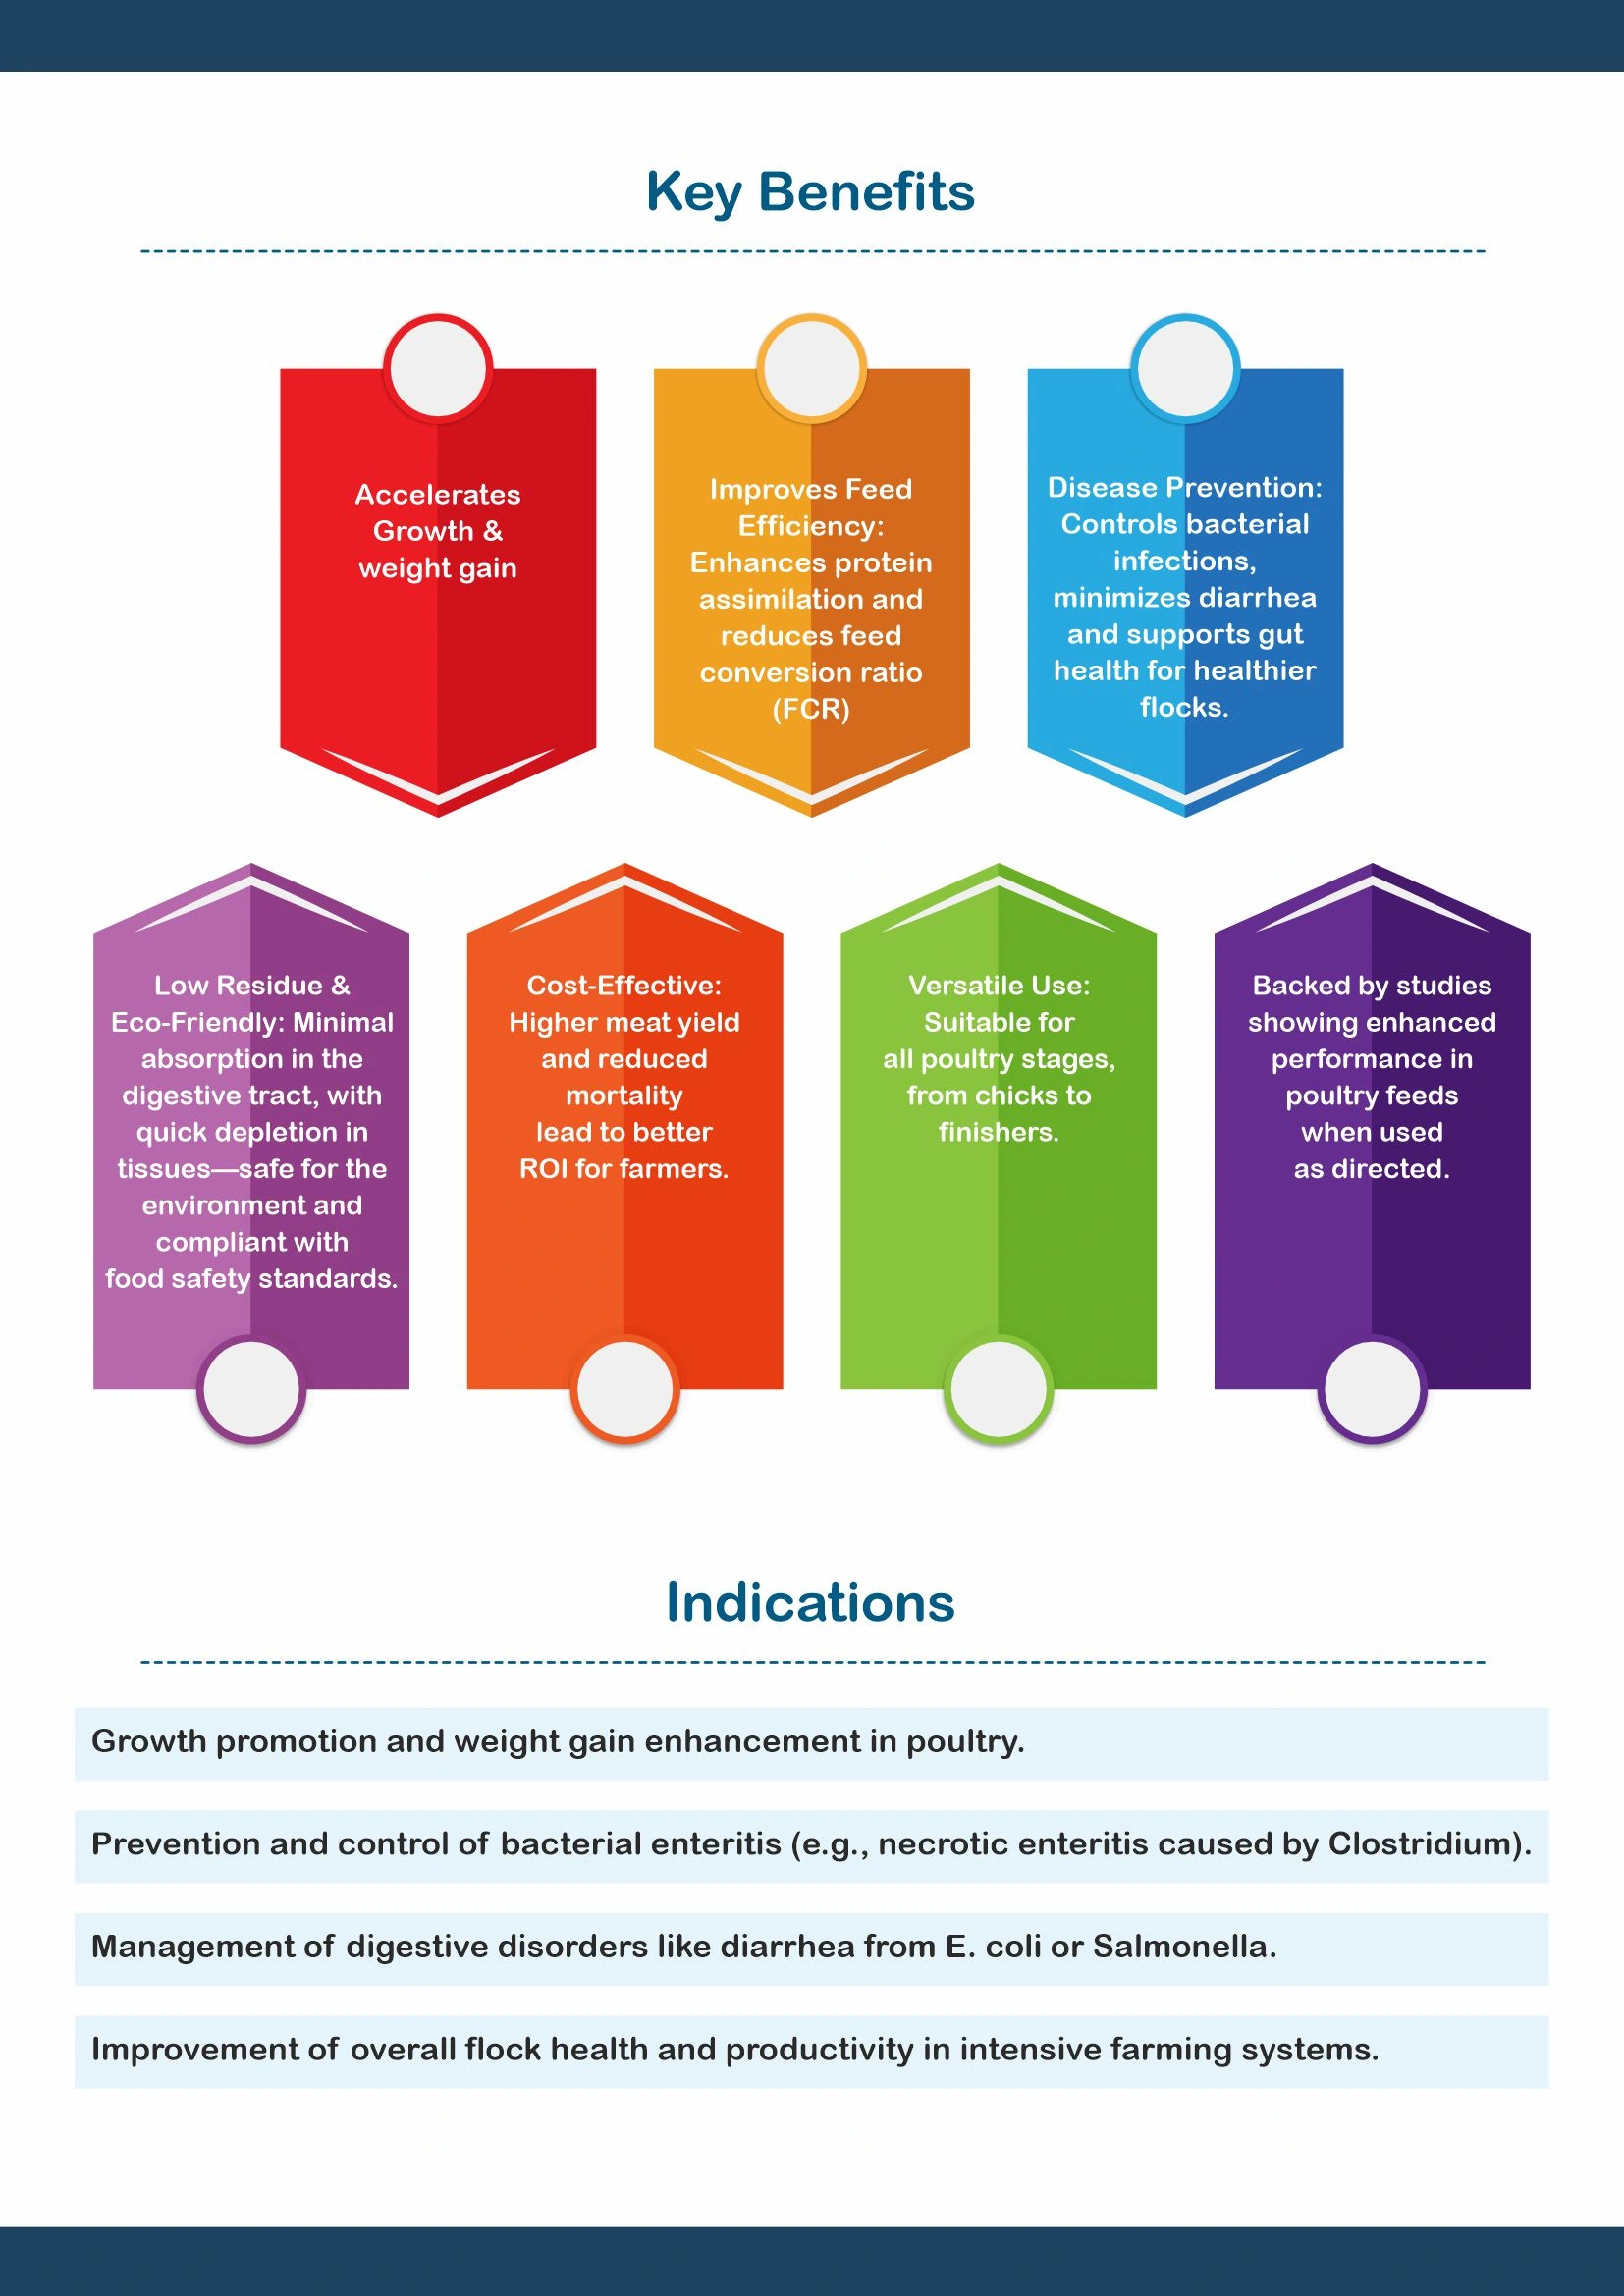 Key Benefits
Accelerates
Growth &
weight gain
Improves Feed
Efficiency:
Enhances protein
assimilation and
reduces feed
conversion ratio
(FCR)
Disease Prevention:
Controls bacterial
infections,
minimizes diarrhea
and supports gut
health for healthier
flocks.
Low Residue &
Eco-Friendly: Minimal
absorption in the
digestive tract, with
quick depletion in
tissues—safe for the
environment and
compliant with
food safety standards.
Cost-Effective:
Higher meat yield
and reduced
mortality
lead to better
ROI for farmers.
Versatile Use:
Suitable for
all poultry stages,
from chicks to
finishers.
Backed by studies
showing enhanced
performance in
poultry feeds
when used
as directed.
Indications
Growth promotion and weight gain enhancement in poultry.
Prevention and control of bacterial enteritis (e.g., necrotic enteritis caused by Clostridium).
Management of digestive disorders like diarrhea from E. coli or Salmonella.
Improvement of overall flock health and productivity in intensive farming systems.